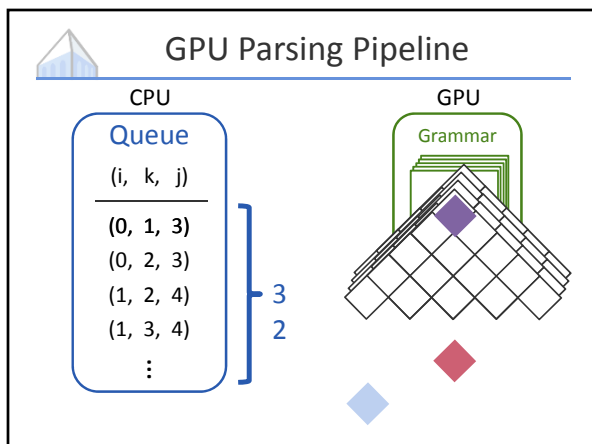 GPU Parsing Pipeline
CPU
Queue
(i, k, j)
(0, 1, 3)
(0, 2, 3)
(1, 2, 4)
(1, 3, 4)
⋮
3
2
GPU
Grammar